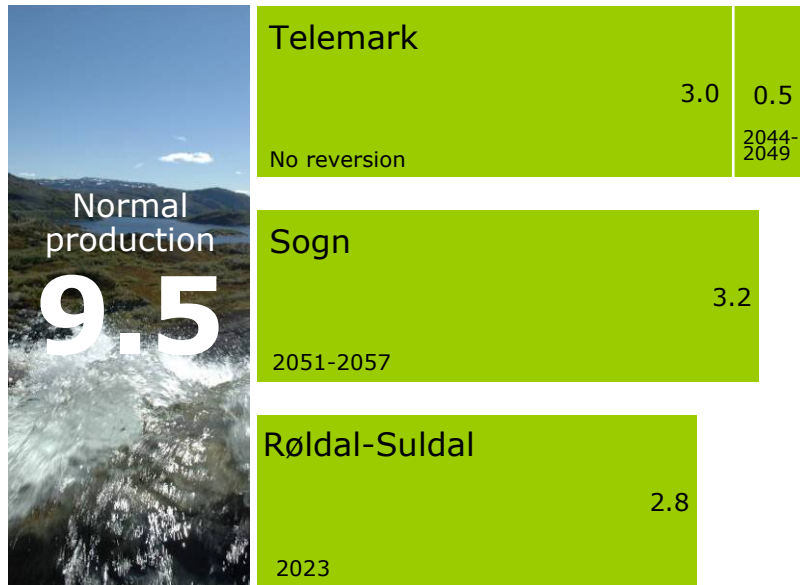 Normal
production
9.5
Telemark
3.0
No reversion
0.5
2044-
2049
Sogn
3.2
2051-2057
Røldal-Suldal
2.8
2023